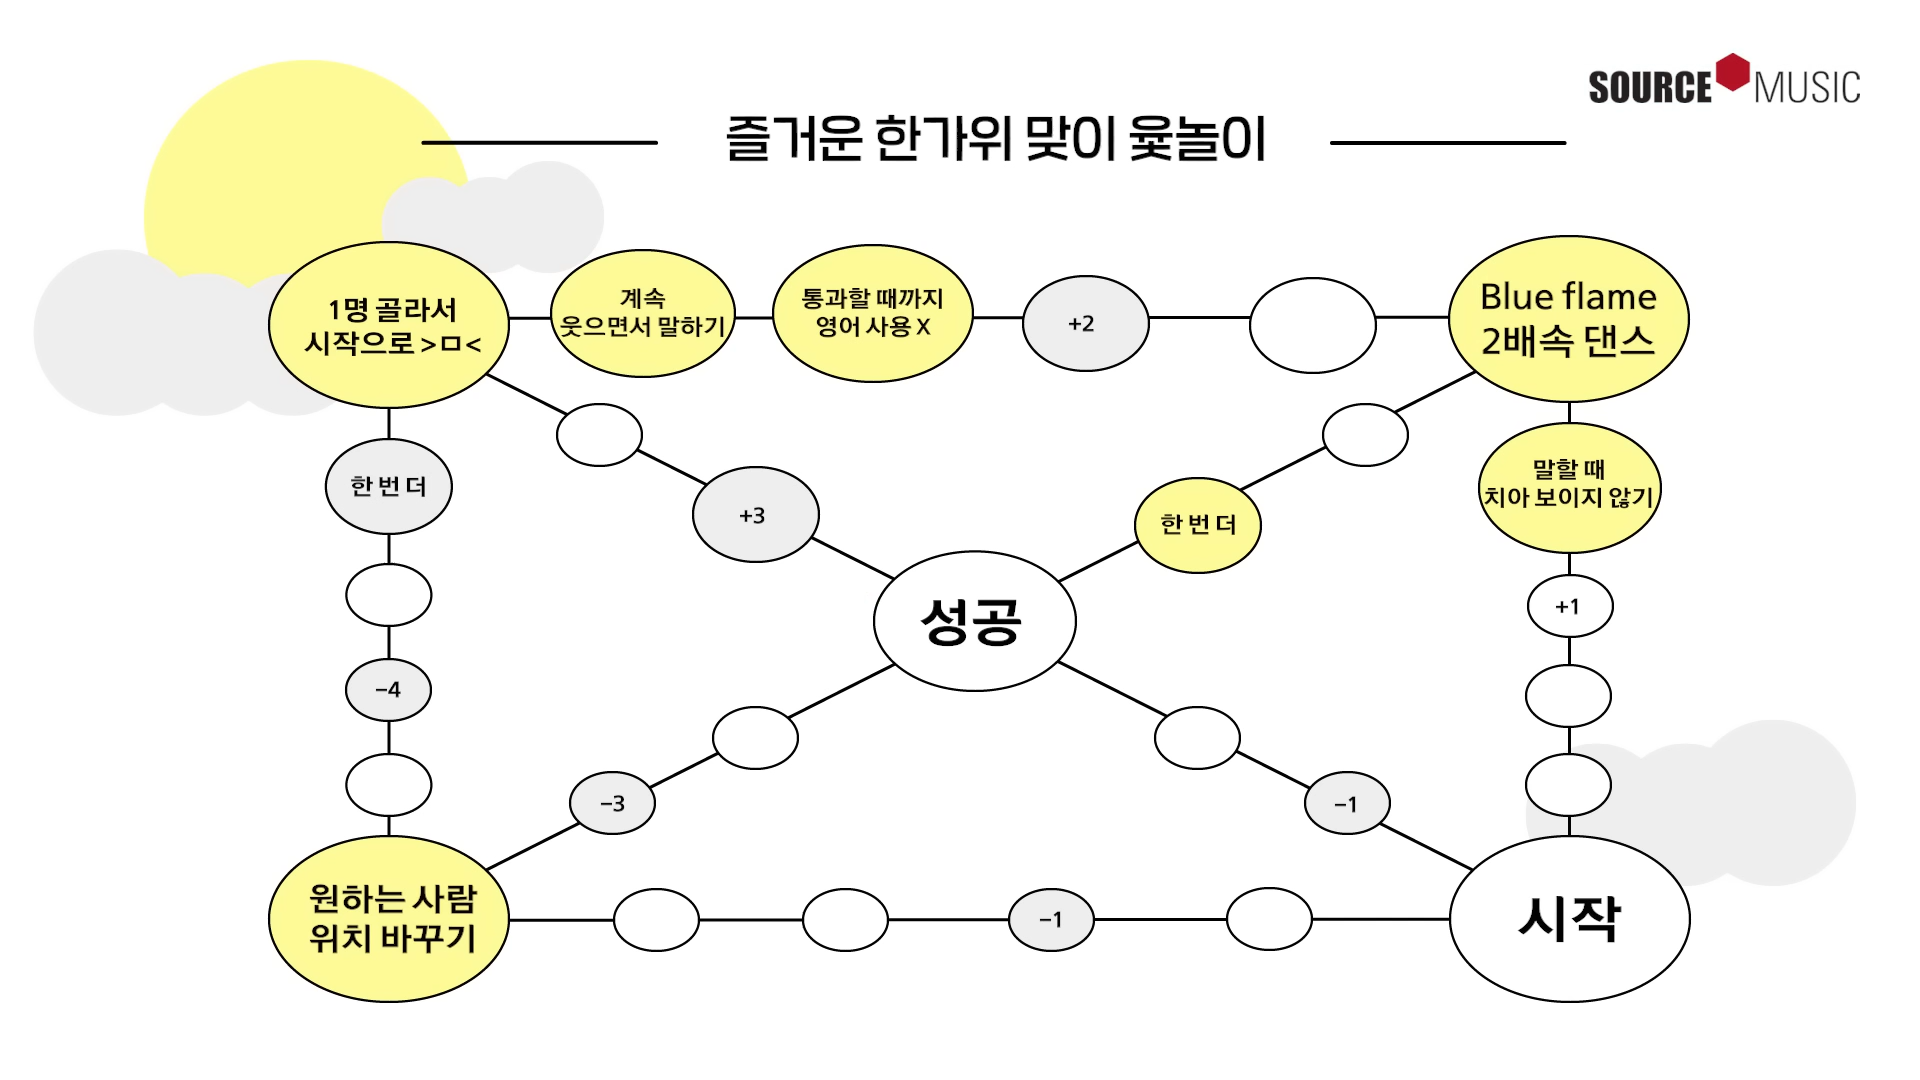 SOURCE MUSIC
즐거운 한가위 맞이 윷놀이
1명 골라서
시작으로 >ㅁ<
계속
웃으면서 말하기
통과할 때까지
영어 사용 X
+2
Blue flame
2배속 댄스
한 번 더
+3
한 번 더
말할 때
치아 보이지 않기
+1
성공
-4
-3
-1
원하는 사람
위치 바꾸기
-1
시작